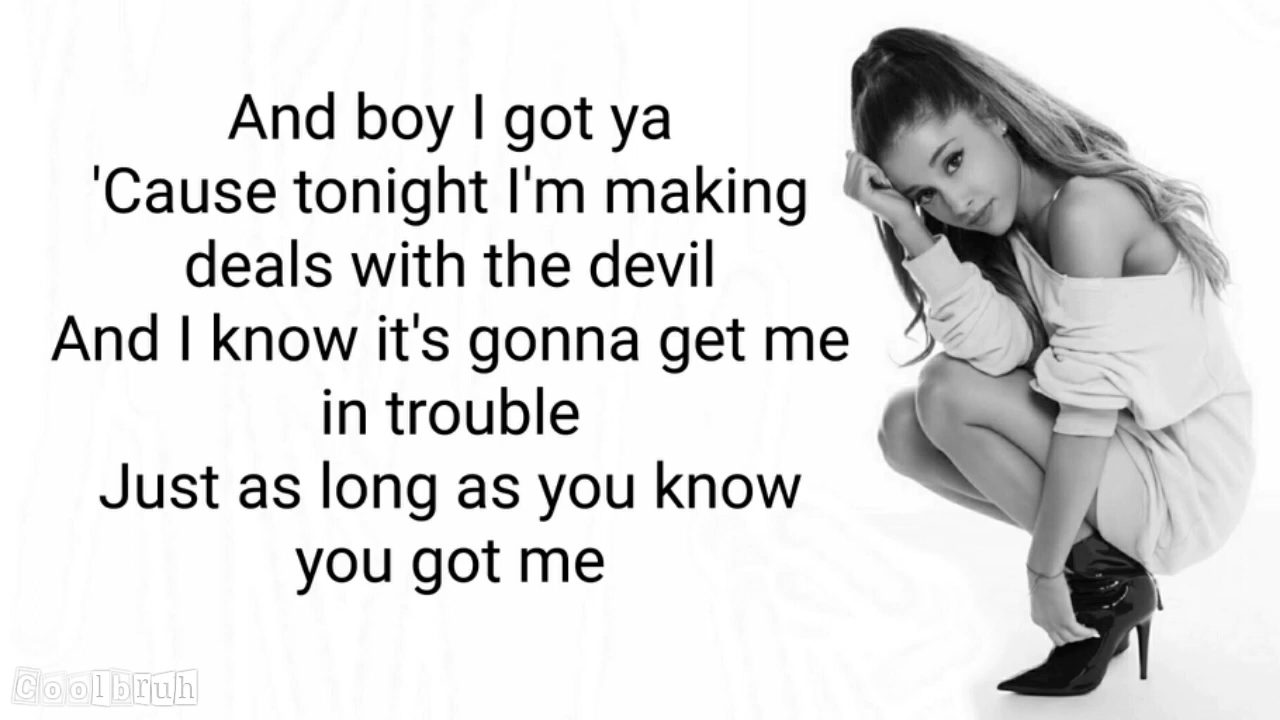 And boy I got ya
'Cause tonight I'm making
deals with the devil
And I know it's gonna get me
in trouble
Just as long as you know
you got me
Coolbruh